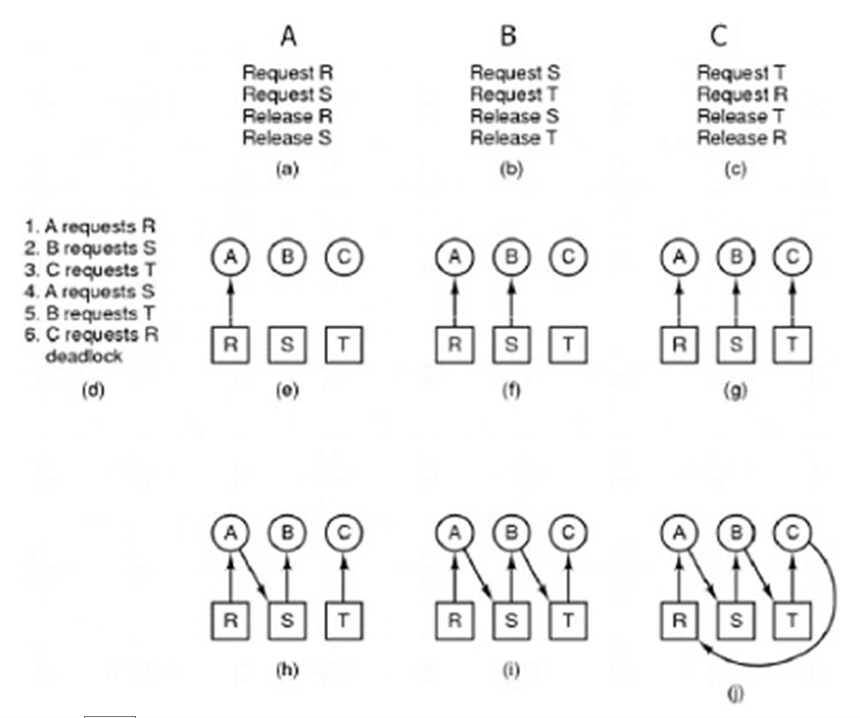 A B C
Request R Request S Request T
Request S Request T Request R
Release R Release S Release T
Release S Release T Release R
(a) (b) (c)
1. A requests R
2. B requests S
3. C requests T
4. A requests S
5. B requests T
6. C requests R
deadlock
(d)
A B C
R S T
(e)
A B C
R S T
(f)
A B C
R S T
(g)
A B C
R S T
(h)
A B C
R S T
(i)
A B C
R S T
(j)